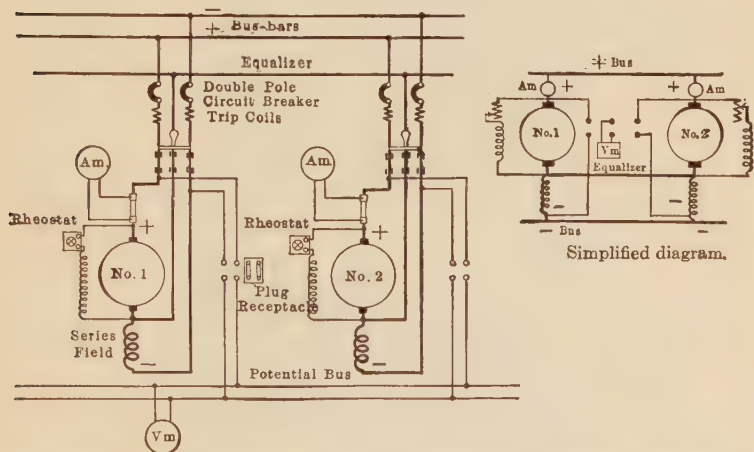 −
+ Bus-bars
Equalizer
Double Pole
Circuit Breaker
Trip Coils
Am
Rheostat
+
No. 1
Series
Field
−
Plug
Receptacle
Am
Rheostat
+
No. 2
−
Potential Bus
Vm
+ Bus
Am +
+ Am
No. 1
No. 2
Vm
Equalizer
−
−
− Bus
−
Simplified diagram.